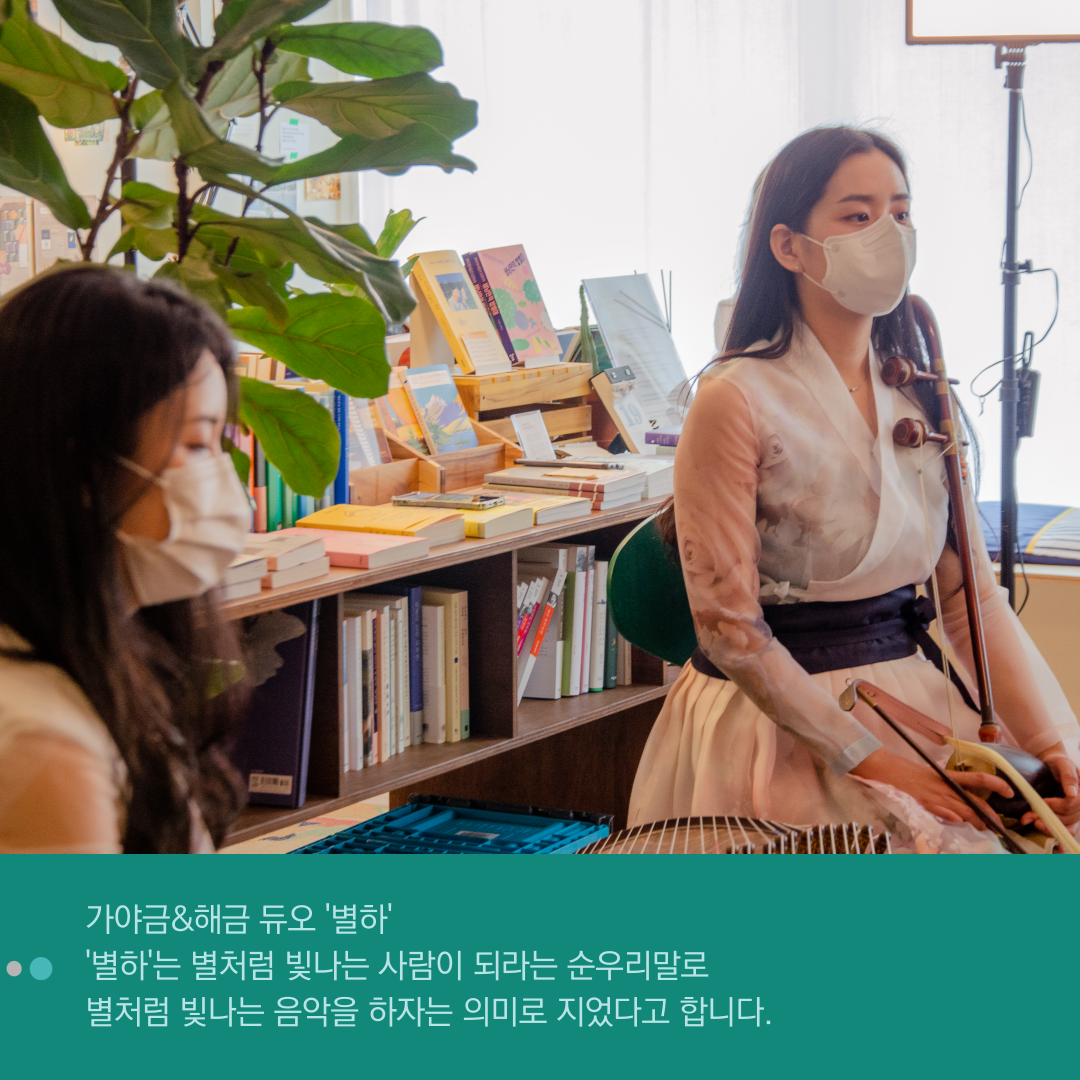 가야금&해금 듀오 '별하'
'별하'는 별처럼 빛나는 사람이 되라는 순우리말로
별처럼 빛나는 음악을 하자는 의미로 지었다고 합니다.